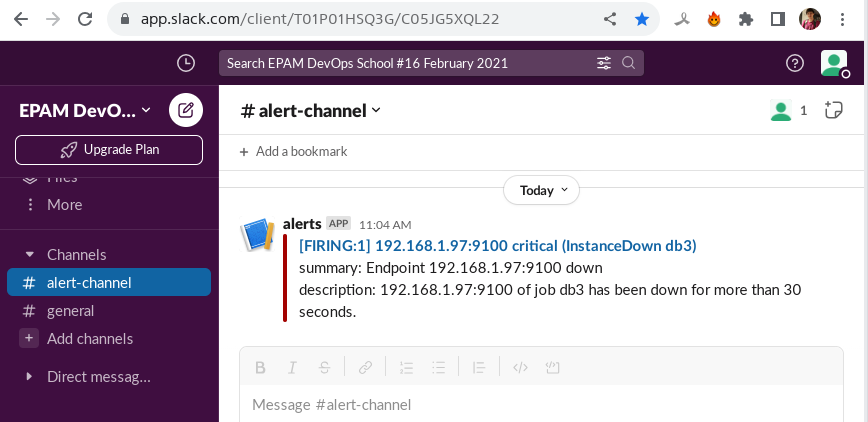 app.slack.com/client/T01P01HSQ3G/C05JG5XQL22
Search EPAM DevOps School #16 February 2021
EPAM DevO...
Upgrade Plan
Files
More
Channels
# alert-channel
# general
+ Add channels
Direct messag...
# alert-channel
1
+ Add a bookmark
Today
alerts APP 11:04 AM
[FIRING:1] 192.168.1.97:9100 critical (InstanceDown db3)
summary: Endpoint 192.168.1.97:9100 down
description: 192.168.1.97:9100 of job db3 has been down for more than 30
seconds.
B I S
Message #alert-channel